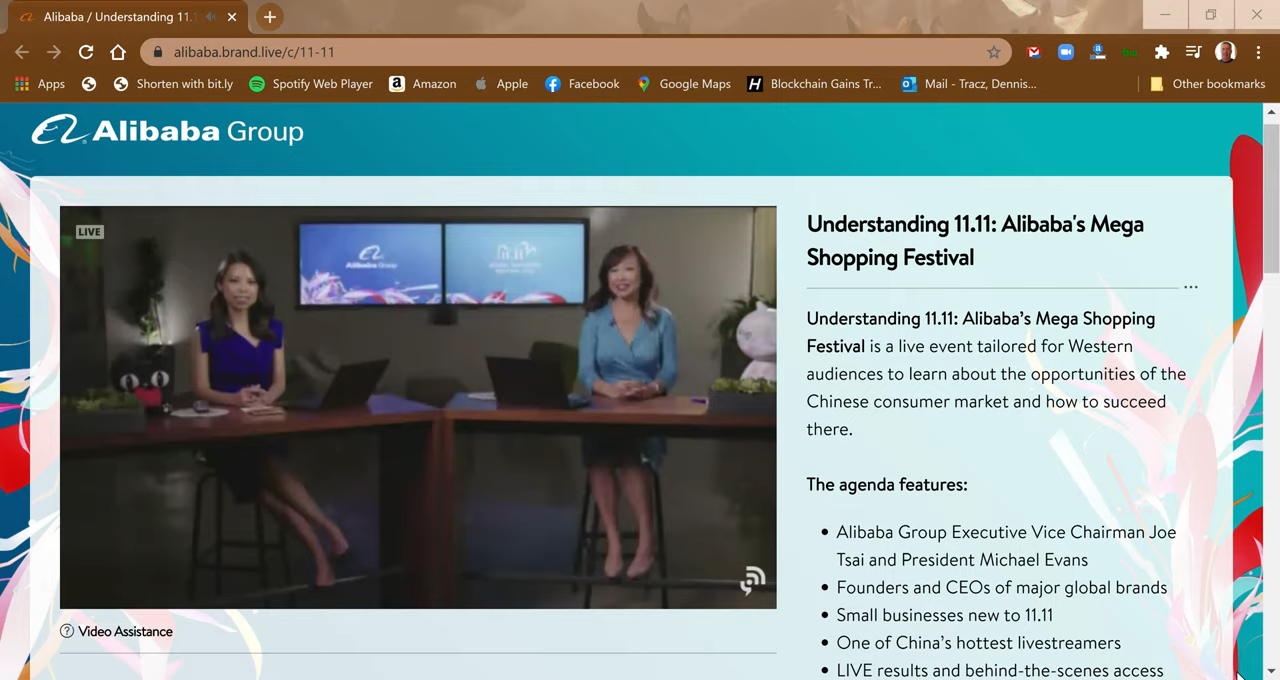 Alibaba / Understanding 11.1
alibaba.brand.live/c/11-11
Apps
Shorten with bit.ly
Spotify Web Player
Amazon
Apple
Facebook
Google Maps
Blockchain Gains Tr...
Mail - Tracz, Dennis...
Other bookmarks
Alibaba Group
LIVE
Alibaba Group
Understanding 11.11: Alibaba's Mega
Shopping Festival
Understanding 11.11: Alibaba’s Mega Shopping
Festival is a live event tailored for Western
audiences to learn about the opportunities of the
Chinese consumer market and how to succeed
there.
The agenda features:
• Alibaba Group Executive Vice Chairman Joe
Tsai and President Michael Evans
• Founders and CEOs of major global brands
• Small businesses new to 11.11
• One of China’s hottest livestreamers
• LIVE results and behind-the-scenes access
Video Assistance